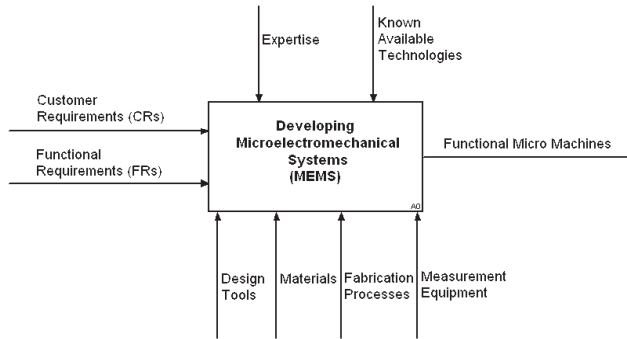 Expertise
Known
Available
Technologies
Customer
Requirements (CRs)
Functional
Requirements (FRs)
Developing
Microelectromechanical
Systems
(MEMS)
A0
Functional Micro Machines
Design
Tools
Materials
Fabrication
Processes
Measurement
Equipment